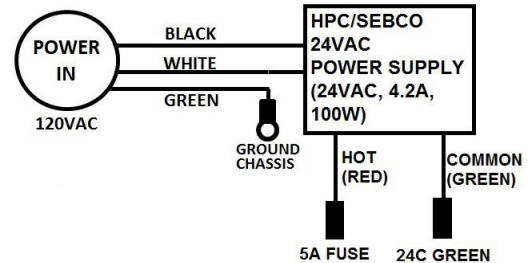 POWER
IN
120VAC
BLACK
WHITE
GREEN
GROUND
CHASSIS
HPC/SEBCO
24VAC
POWER SUPPLY
(24VAC, 4.2A,
100W)
HOT
(RED)
COMMON
(GREEN)
5A FUSE
24C GREEN